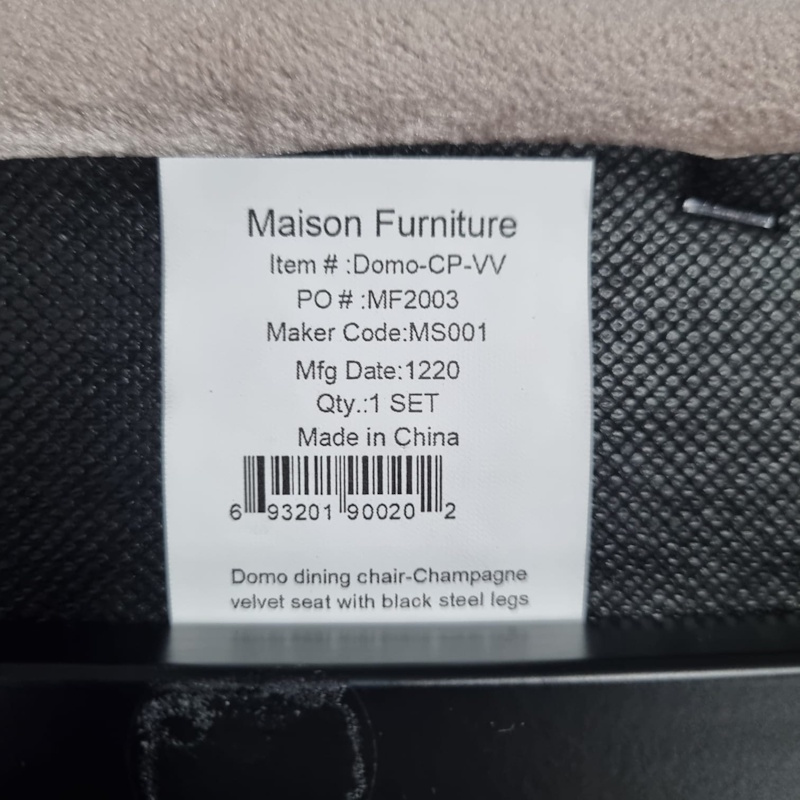 Maison Furniture
Item # :Domo-CP-VV
PO # :MF2003
Maker Code:MS001
Mfg Date:1220
Qty.:1 SET
Made in China
6 93201 90020 2
Domo dining chair-Champagne
velvet seat with black steel legs